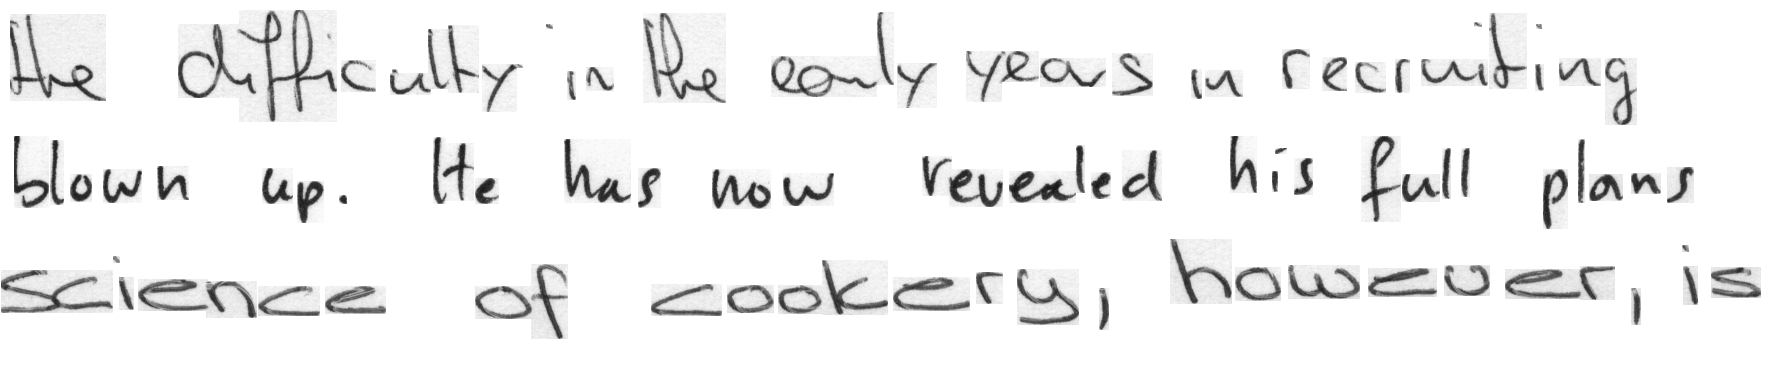 the difficulty in the early years in recruiting
blown up. He has now revealed his full plans
science of cookery, however, is